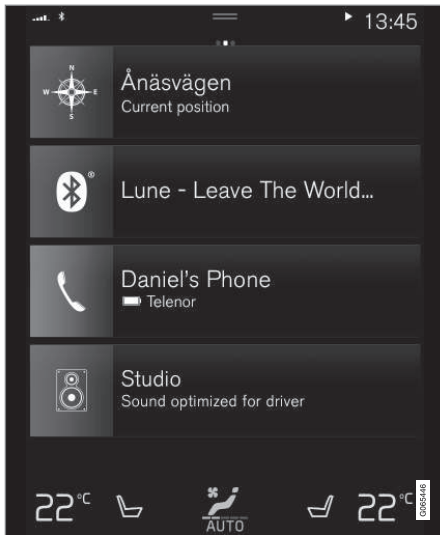 13:45
N
W E
S
Ånäsvägen
Current position
®
Lune - Leave The World...
Daniel's Phone
Telenor
Studio
Sound optimized for driver
22°C AUTO 22°C
G065446